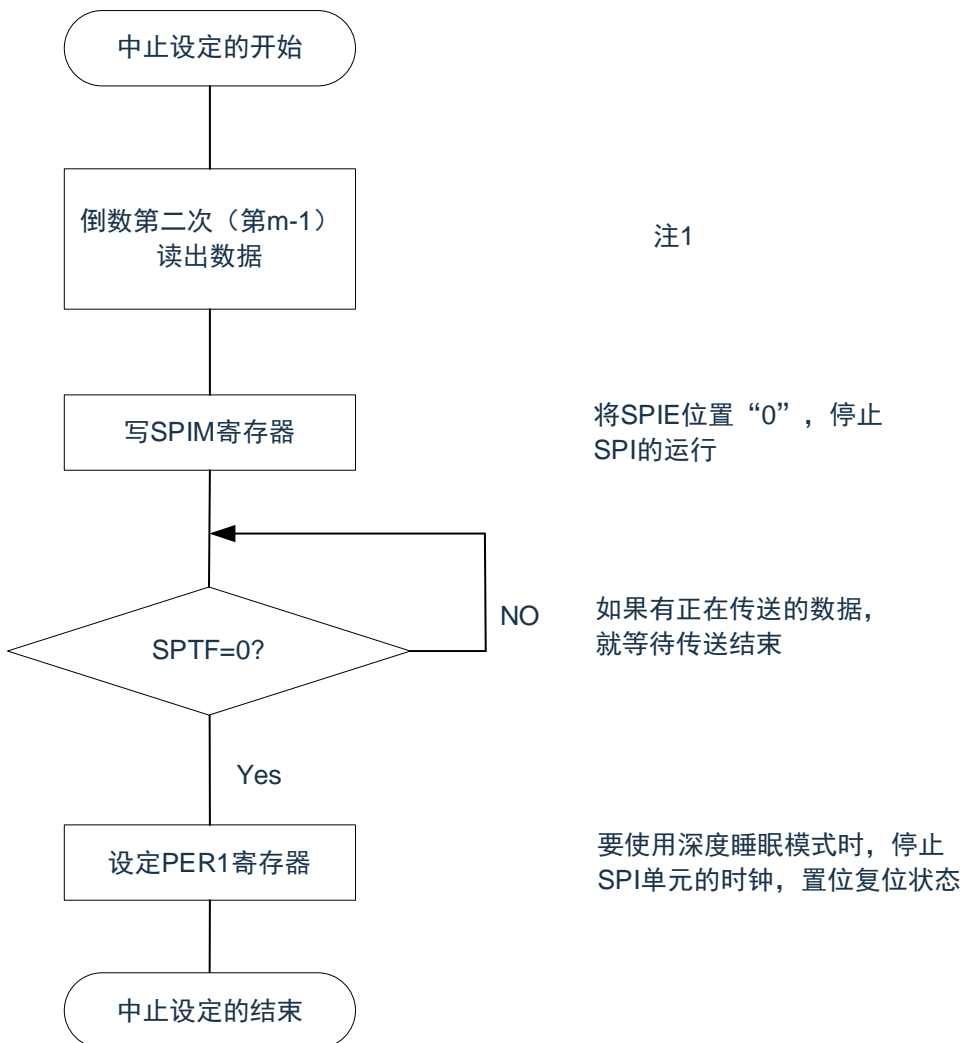 中止设定的开始
倒数第二次（第m-1）
读出数据
注1
写SPIM寄存器
将SPIE位置“0”，停止
SPI的运行
SPTF=0?
NO
如果有正在传送的数据，
就等待传送结束
Yes
设定PER1寄存器
要使用深度睡眠模式时，停止
SPI单元的时钟，置位复位状态
中止设定的结束